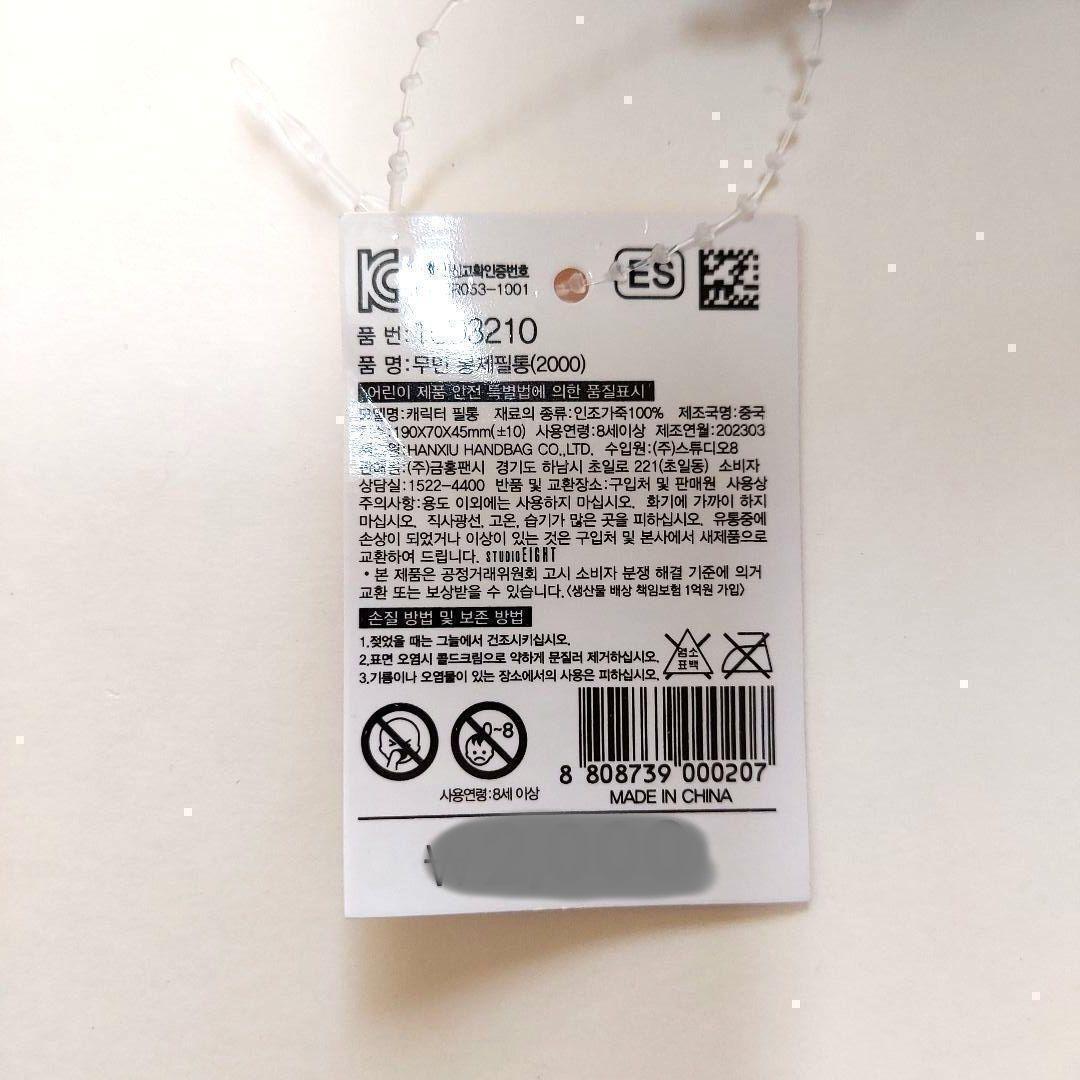 신고확인증번호
R053-1001
ES
품 번: 3210
품 명:무민 봉제필통(2000)
어린이 제품 안전 특별법에 의한 품질표시
모델명:캐릭터 필통 재료의 종류:인조가죽100% 제조국명:중국
190X70X45mm(±10) 사용연령:8세이상 제조연월:202303
HANXIU HANDBAG CO.,LTD. 수입원:(주)스튜디오8
판매원:(주)금홍팬시 경기도 하남시 초일로 221(초일동) 소비자
상담실:1522-4400 반품 및 교환장소:구입처 및 판매원 사용상
주의사항:용도 이외에는 사용하지 마십시오. 화기에 가까이 하지
마십시오. 직사광선, 고온, 습기가 많은 곳을 피하십시오. 유통중에
손상이 되었거나 이상이 있는 것은 구입처 및 본사에서 새제품으로
교환하여 드립니다. STUDIO EIGHT
• 본 제품은 공정거래위원회 고시 소비자 분쟁 해결 기준에 의거
교환 또는 보상받을 수 있습니다.<생산물 배상 책임보험 1억원 가입>
손질 방법 및 보존 방법
1.젖었을 때는 그늘에서 건조시키십시오.
2.표면 오염시 콜드크림으로 약하게 문질러 제거하십시오.
3.기름이나 오염물이 있는 장소에서의 사용은 피하십시오.
염소
표백
0~8
사용연령:8세 이상
8 808739 000207
MADE IN CHINA